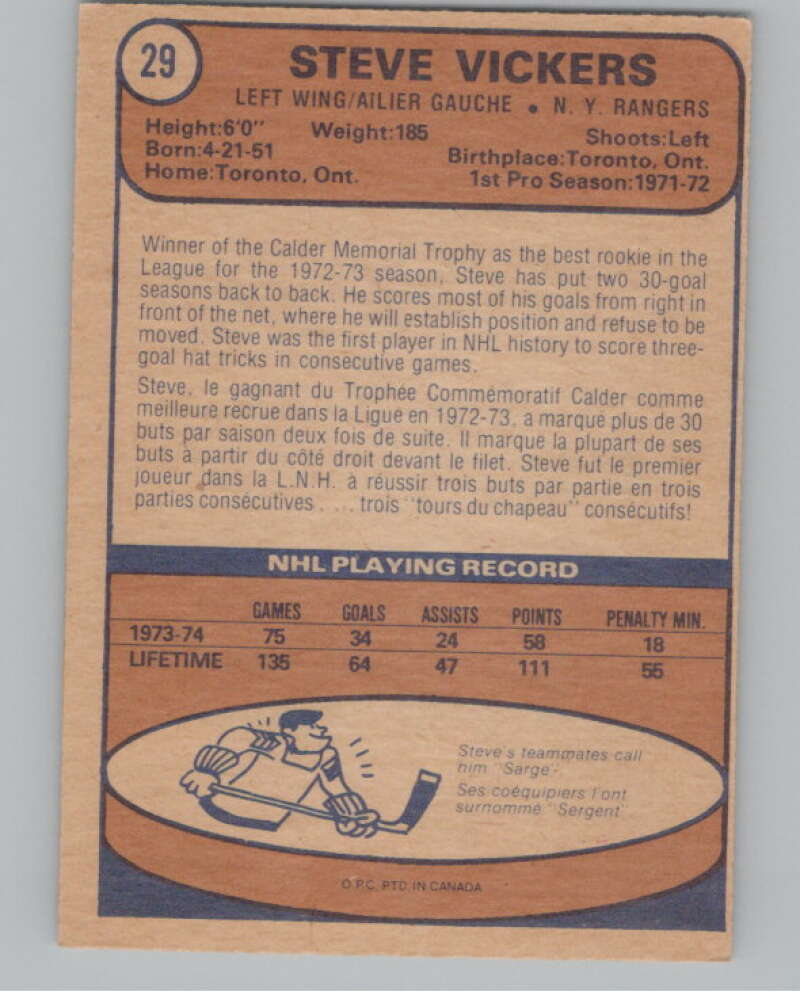 29
STEVE VICKERS
LEFT WING/AILIER GAUCHE • N. Y. RANGERS
Height:6'0" Weight:185 Shoots:Left
Born:4-21-51 Birthplace:Toronto, Ont.
Home:Toronto, Ont. 1st Pro Season:1971-72
Winner of the Calder Memorial Trophy as the best rookie in the
League for the 1972-73 season, Steve has put two 30-goal
seasons back to back. He scores most of his goals from right in
front of the net, where he will establish position and refuse to be
moved. Steve was the first player in NHL history to score three-
goal hat tricks in consecutive games.
Steve, le gagnant du Trophée Commémoratif Calder comme
meilleure recrue dans la Ligue en 1972-73, a marqué plus de 30
buts par saison deux fois de suite. Il marque la plupart de ses
buts à partir du côté droit devant le filet. Steve fut le premier
joueur dans la L.N.H. à réussir trois buts par partie en trois
parties consécutives . . . . trois "tours du chapeau" consécutifs!
NHL PLAYING RECORD
GAMES GOALS ASSISTS POINTS PENALTY MIN.
1973-74 75 34 24 58 18
LIFETIME 135 64 47 111 55
Steve's teammates call
him "Sarge"
Ses coéquipiers l'ont
surnommé "Sergent"
O.P.C. PTD. IN CANADA